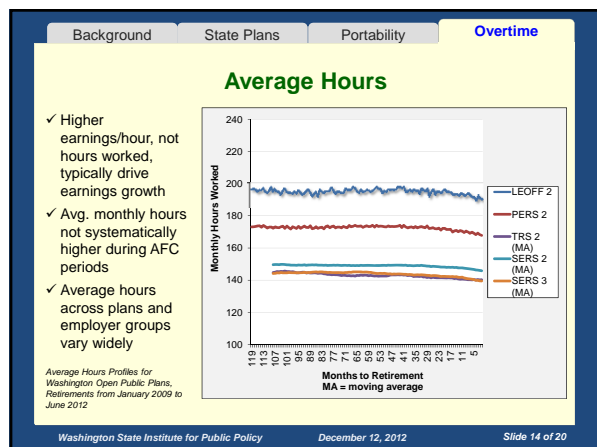 Background
State Plans
Portability
Overtime
Average Hours
✓ Higher
earnings/hour, not
hours worked,
typically drive
earnings growth
✓ Avg. monthly hours
not systematically
higher during AFC
periods
✓ Average hours
across plans and
employer groups
vary widely
Average Hours Profiles for
Washington Open Public Plans,
Retirements from January 2009 to
June 2012
Monthly Hours Worked
240
220
200
180
160
140
120
100
119 113 107 101 95 89 83 77 71 65 59 53 47 41 35 29 23 17 11 5
Months to Retirement
MA = moving average
LEOFF 2
PERS 2
TRS 2
(MA)
SERS 2
(MA)
SERS 3
(MA)
Washington State Institute for Public Policy
December 12, 2012
Slide 14 of 20